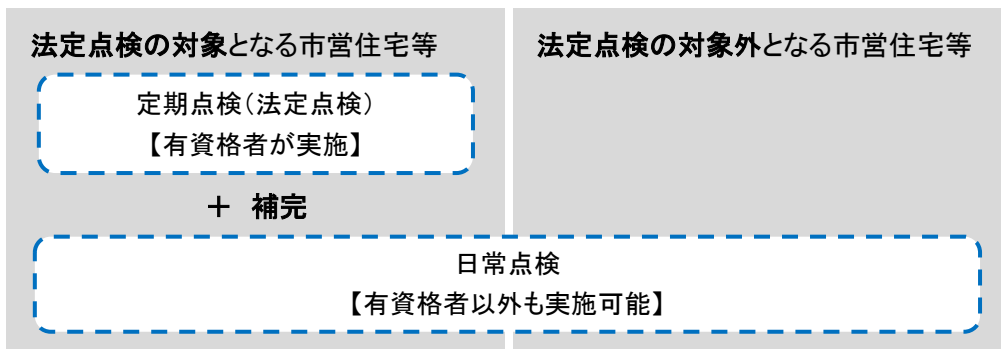 法定点検の対象となる市営住宅等
定期点検（法定点検）
【有資格者が実施】
＋ 補完
法定点検の対象外となる市営住宅等
日常点検
【有資格者以外も実施可能】